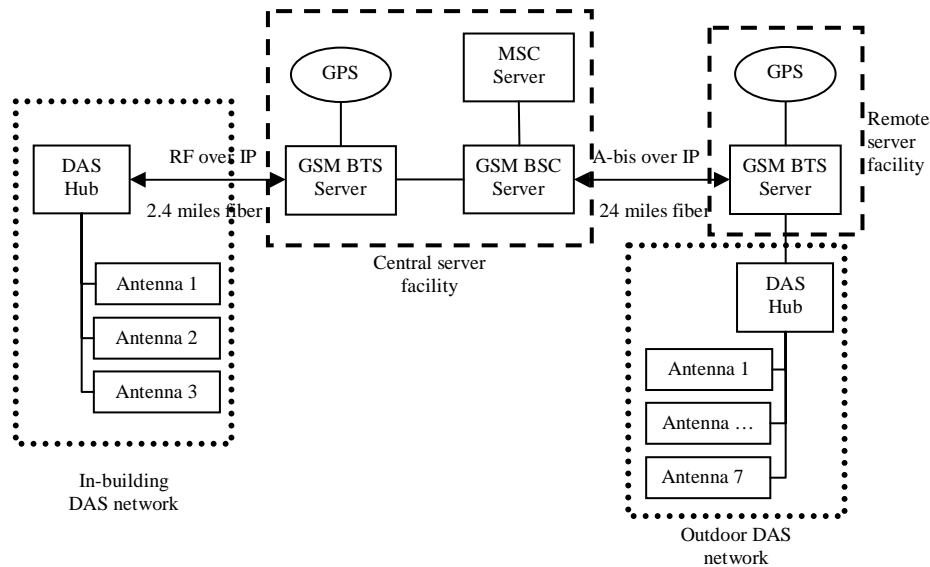 In-building
DAS network
DAS
Hub
Antenna 1
Antenna 2
Antenna 3
RF over IP
2.4 miles fiber
GPS
GSM BTS
Server
MSC
Server
GSM BSC
Server
Central server
facility
A-bis over IP
24 miles fiber
GPS
GSM BTS
Server
Remote
server
facility
DAS
Hub
Antenna 1
Antenna …
Antenna 7
Outdoor DAS
network